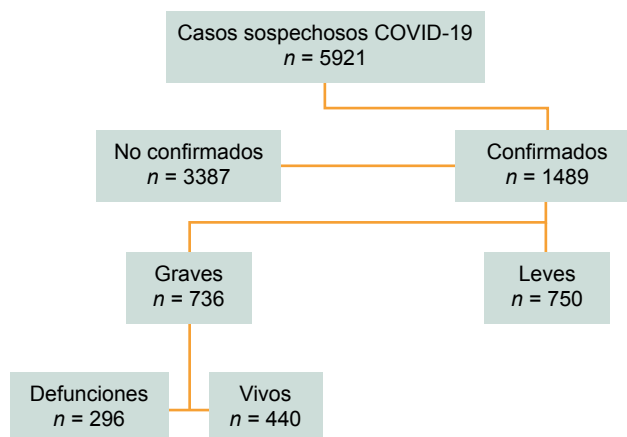 Casos sospechosos COVID-19
n = 5921
No confirmados
n = 3387
Confirmados
n = 1489
Graves
n = 736
Leves
n = 750
Defunciones
n = 296
Vivos
n = 440